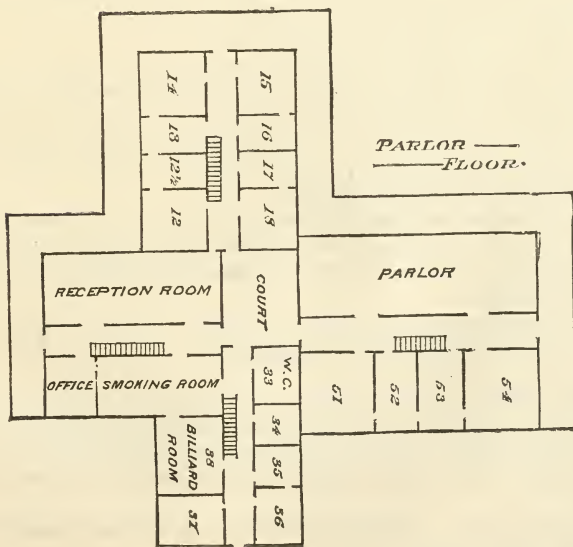 14
15
13
16
12½
17
12
18
PARLOR
FLOOR.
RECEPTION ROOM
COURT
PARLOR
OFFICE
SMOKING ROOM
W.C.
33
51
52
53
54
34
38
BILLIARD
ROOM
35
37
36